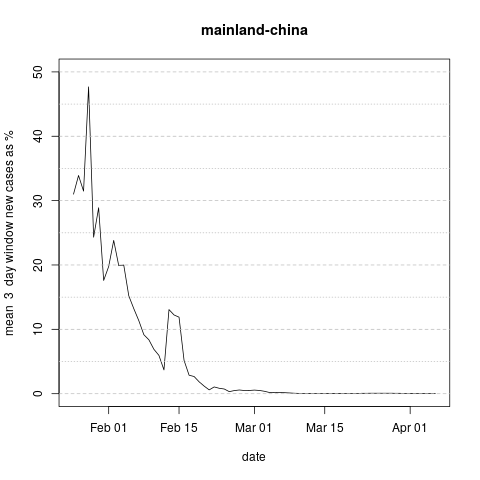 mainland-china
mean 3 day window new cases as %
50
40
30
20
10
0
Feb 01
Feb 15
Mar 01
Mar 15
Apr 01
date